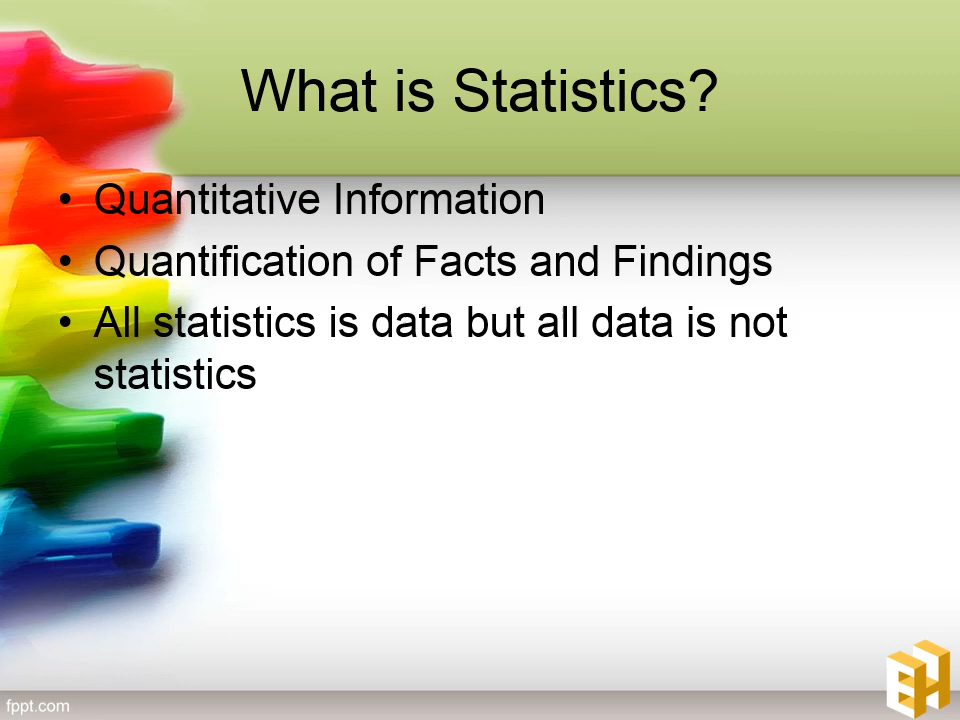 What is Statistics?
• Quantitative Information
• Quantification of Facts and Findings
• All statistics is data but all data is not
statistics
fppt.com
EH